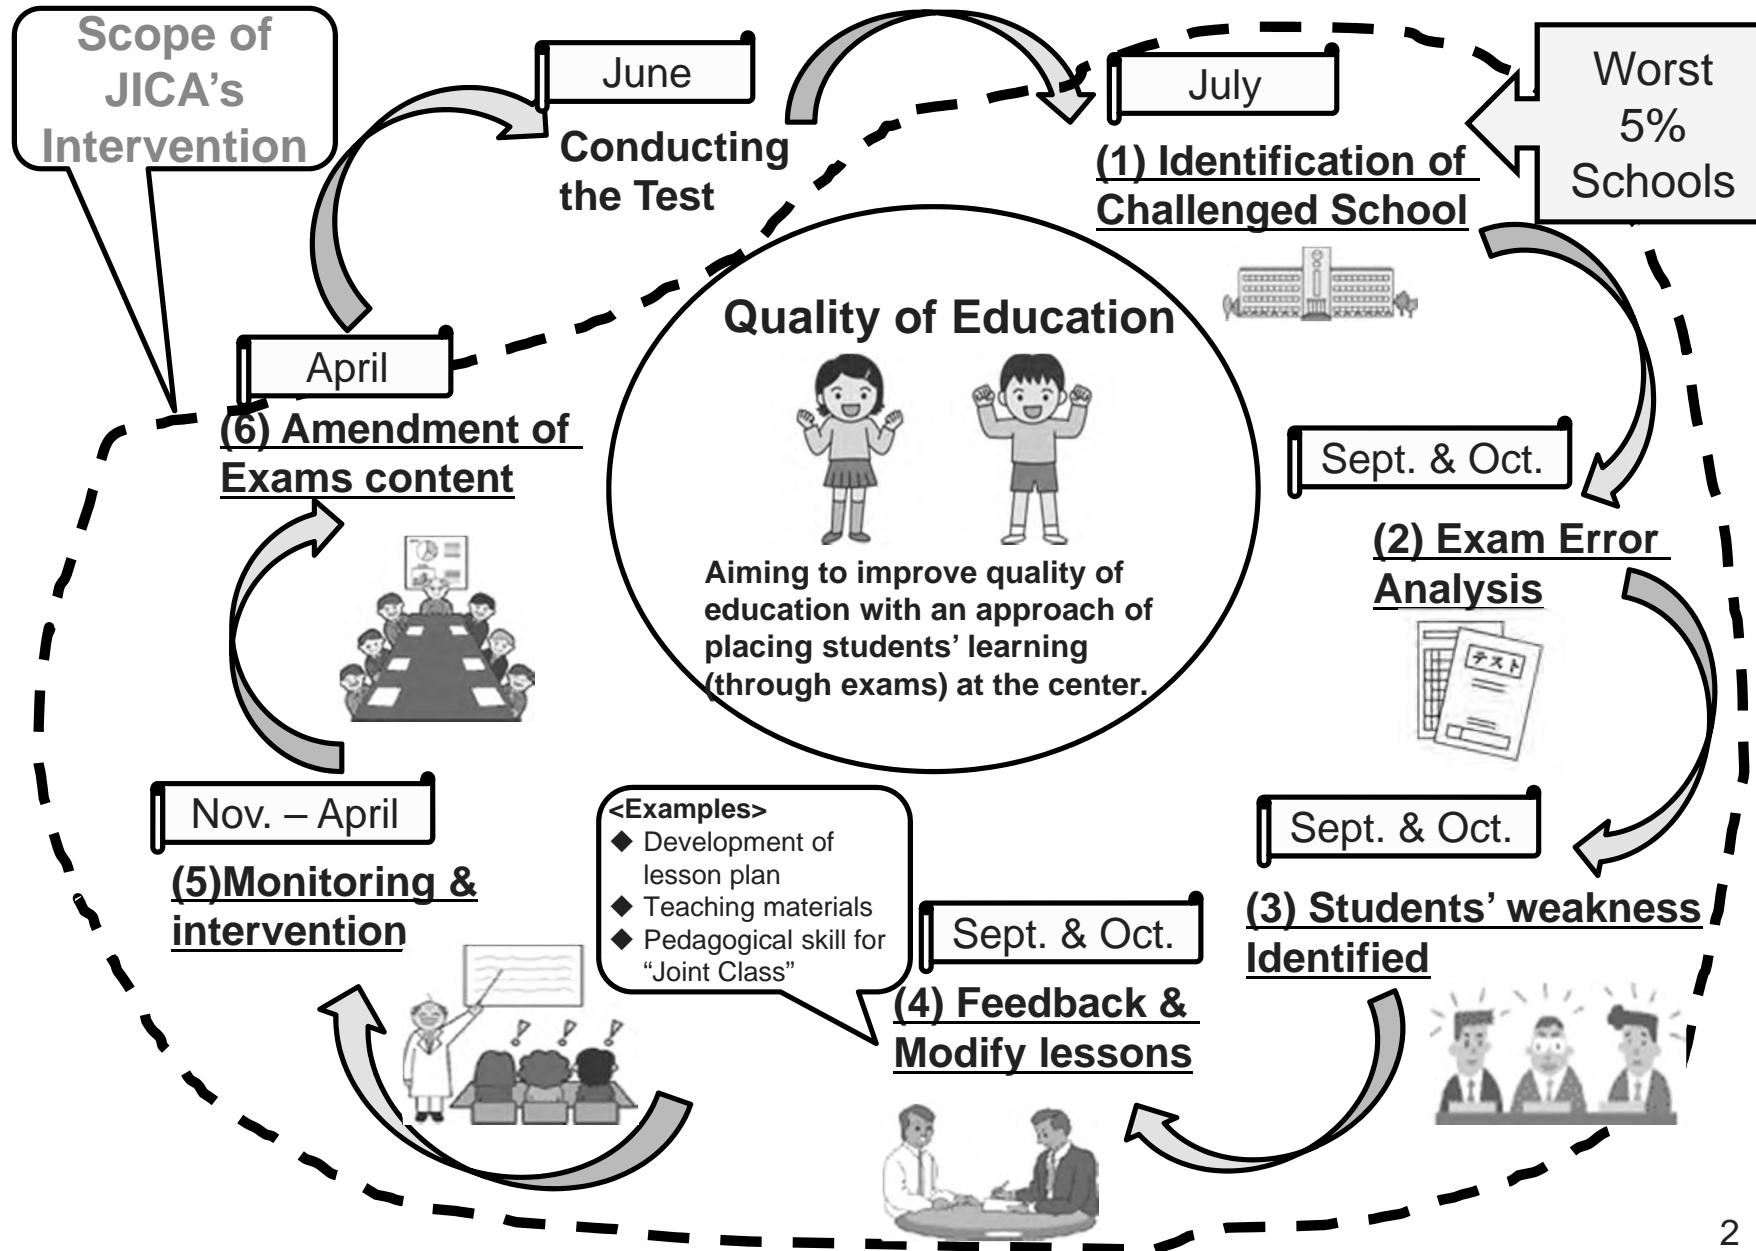 Scope of
JICA's
Intervention
June
Conducting
the Test
July
(1) Identification of
Challenged School
Worst
5%
Schools
Sept. & Oct.
(2) Exam Error
Analysis
テスト
Sept. & Oct.
(3) Students' weakness
Identified
Sept. & Oct.
(4) Feedback &
Modify lessons
<Examples>
◆ Development of
lesson plan
◆ Teaching materials
◆ Pedagogical skill for
“Joint Class”
Nov. – April
(5)Monitoring &
intervention
April
(6) Amendment of
Exams content
Quality of Education
Aiming to improve quality of
education with an approach of
placing students' learning
(through exams) at the center.
2